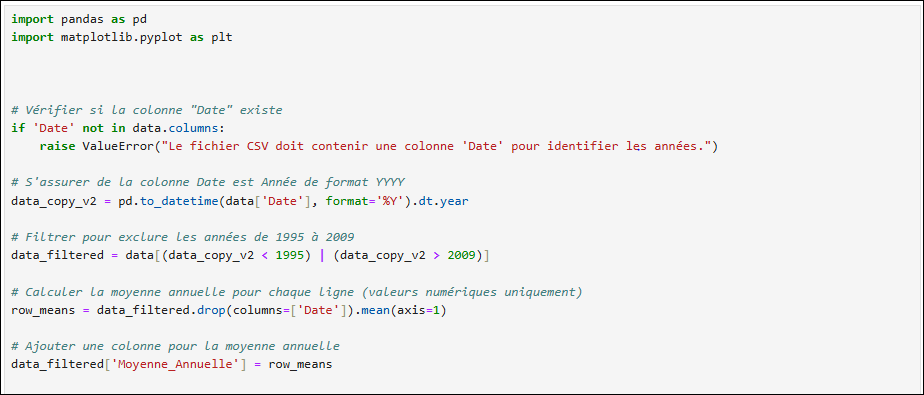 import pandas as pd
import matplotlib.pyplot as plt
# Vérifier si la colonne "Date" existe
if 'Date' not in data.columns:
    raise ValueError("Le fichier CSV doit contenir une colonne 'Date' pour identifier les années.")
# S'assurer de la colonne Date est Année de format YYYY
data_copy_v2 = pd.to_datetime(data['Date'], format='%Y').dt.year
# Filtrer pour exclure les années de 1995 à 2009
data_filtered = data[(data_copy_v2 < 1995) | (data_copy_v2 > 2009)]
# Calculer la moyenne annuelle pour chaque ligne (valeurs numériques uniquement)
row_means = data_filtered.drop(columns=['Date']).mean(axis=1)
# Ajouter une colonne pour la moyenne annuelle
data_filtered['Moyenne_Annuelle'] = row_means